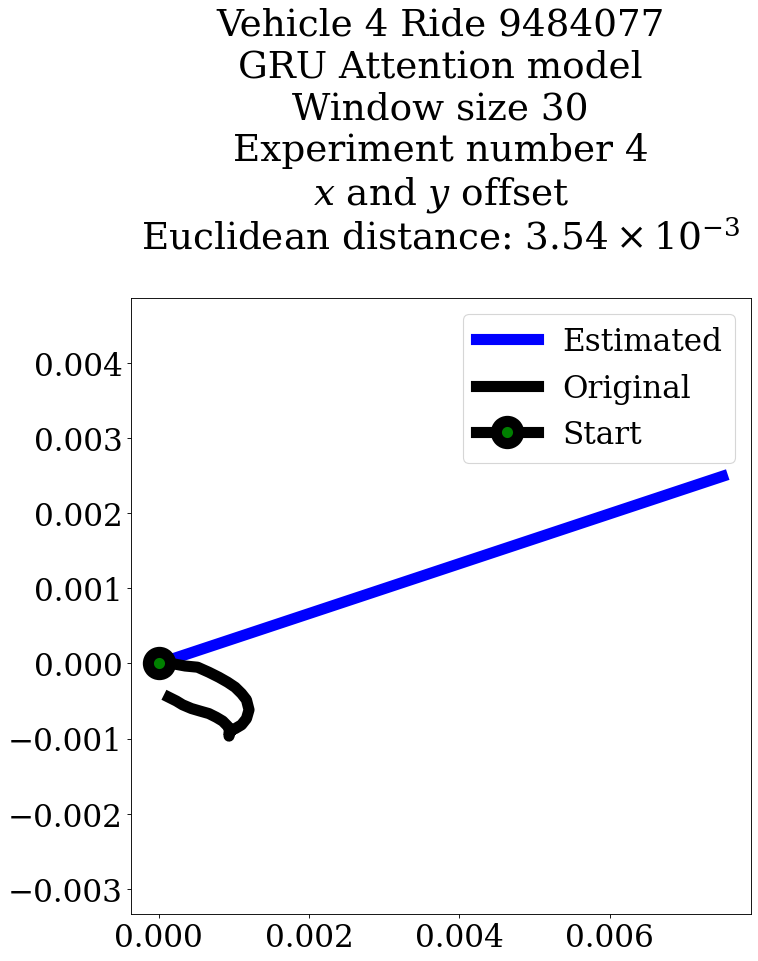 Vehicle 4 Ride 9484077
GRU Attention model
Window size 30
Experiment number 4
x and y offset
Euclidean distance: 3.54 × 10⁻³
Estimated
Original
Start
0.004
0.003
0.002
0.001
0.000
−0.001
−0.002
−0.003
0.000 0.002 0.004 0.006